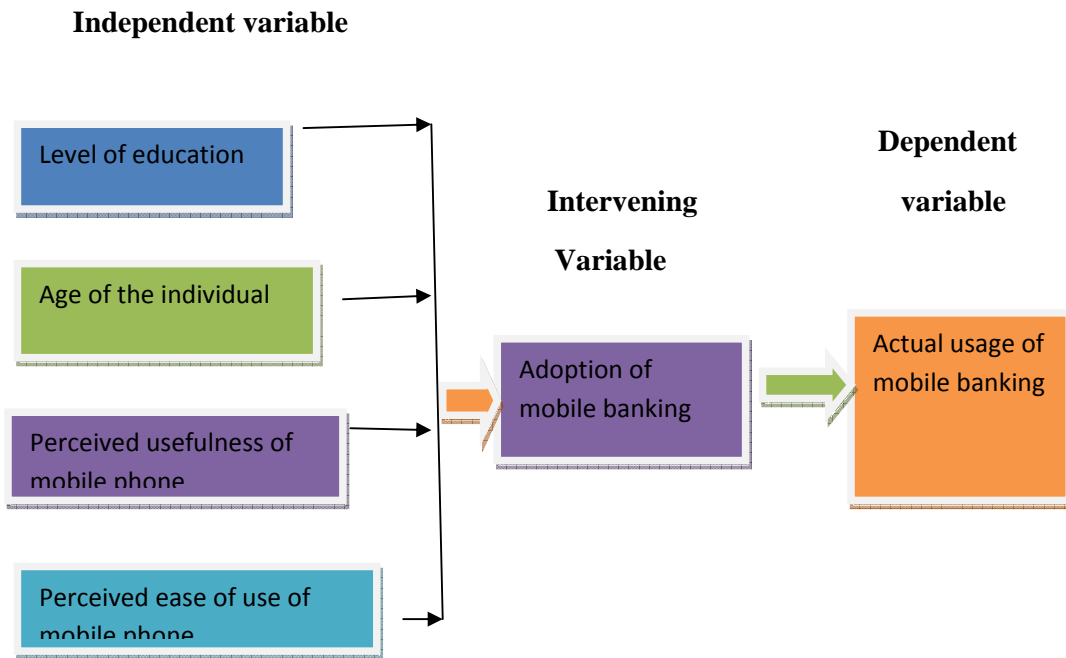 Independent variable
Level of education
Age of the individual
Perceived usefulness of
mobile phone
Perceived ease of use of
mobile phone
Intervening
Variable
Adoption of
mobile banking
Dependent
variable
Actual usage of
mobile banking